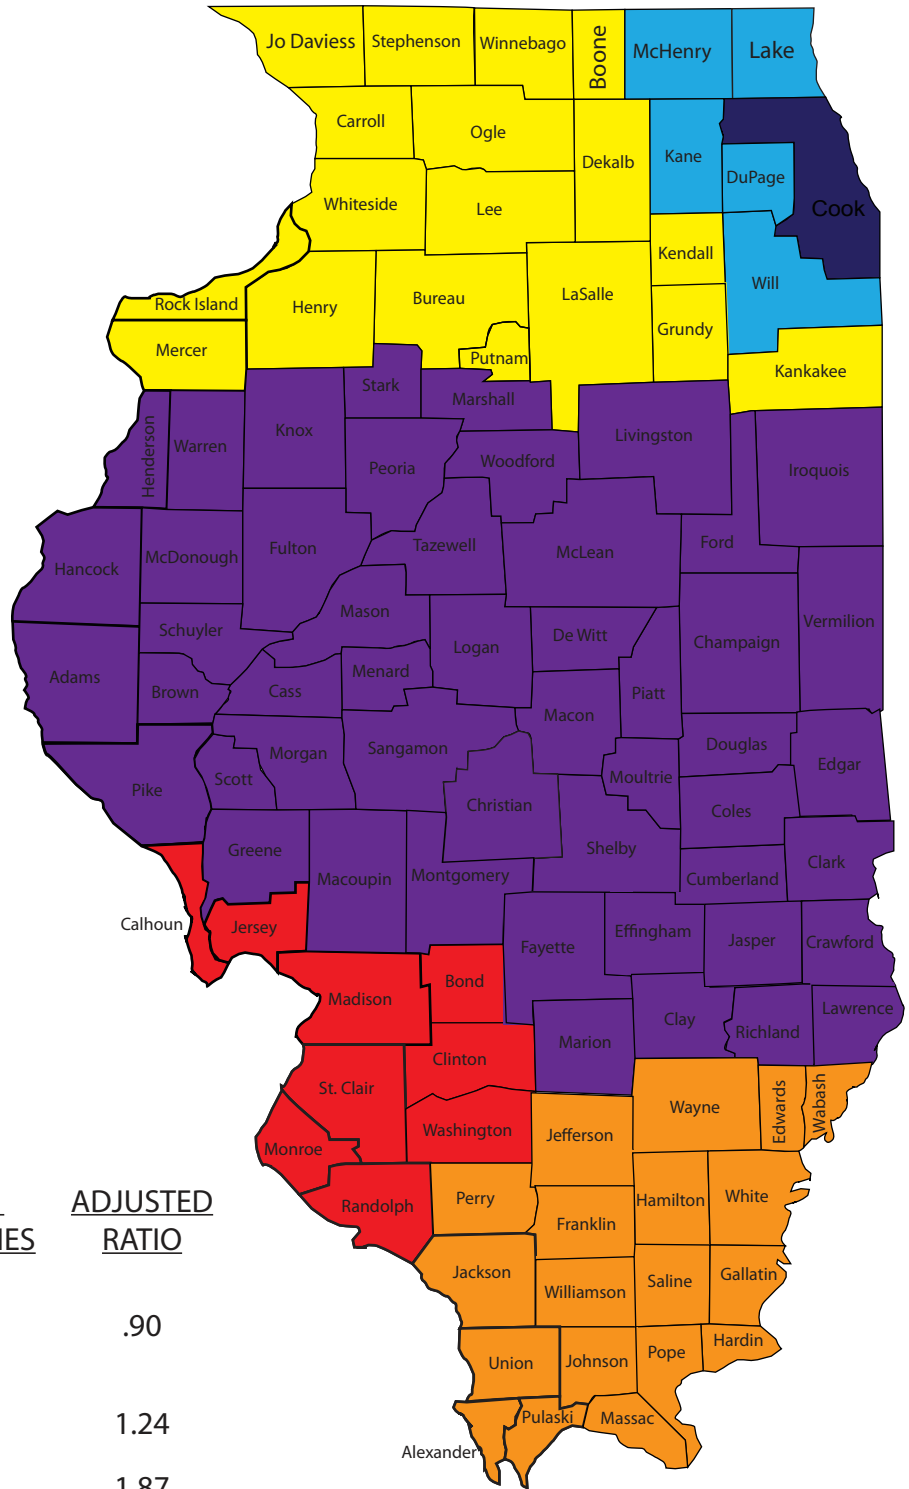 Jo Daviess
Stephenson
Winnebago
Boone
McHenry
Lake
Carroll
Ogle
Dekalb
Kane
DuPage
Cook
Whiteside
Lee
Kendall
Will
Rock Island
Henry
Bureau
LaSalle
Grundy
Mercer
Putnam
Kankakee
Stark
Marshall
Henderson
Warren
Knox
Peoria
Woodford
Livingston
Iroquois
Hancock
McDonough
Fulton
Tazewell
McLean
Ford
Mason
Schuyler
Logan
De Witt
Champaign
Vermilion
Adams
Brown
Cass
Menard
Macon
Piatt
Pike
Scott
Morgan
Sangamon
Christian
Moultrie
Douglas
Edgar
Coles
Greene
Macoupin
Montgomery
Shelby
Cumberland
Clark
Calhoun
Jersey
Fayette
Effingham
Jasper
Crawford
Madison
Bond
Marion
Clay
Richland
Lawrence
St. Clair
Clinton
Wayne
Edwards
Wabash
Monroe
Washington
Jefferson
Randolph
Perry
Franklin
Hamilton
White
Jackson
Williamson
Saline
Gallatin
Union
Johnson
Pope
Hardin
Alexander
Pulaski
Massac
ADJUSTED
IES RATIO
.90
1.24
1.87